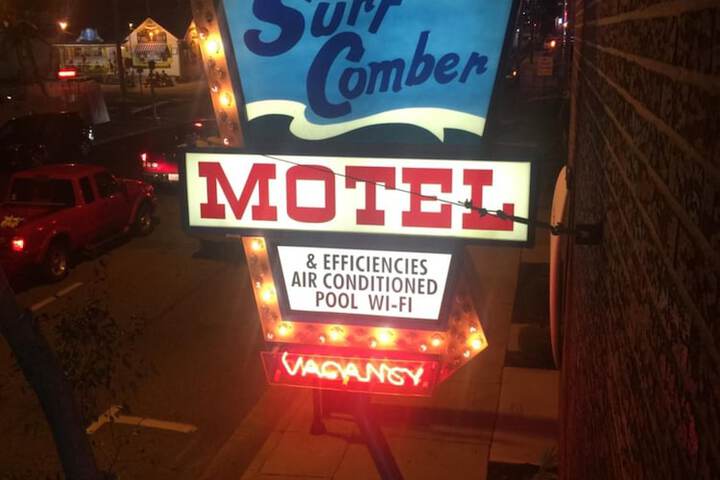 Surf
Comber
MOTEL
& EFFICIENCIES
AIR CONDITIONED
POOL WI-FI
VACANCY